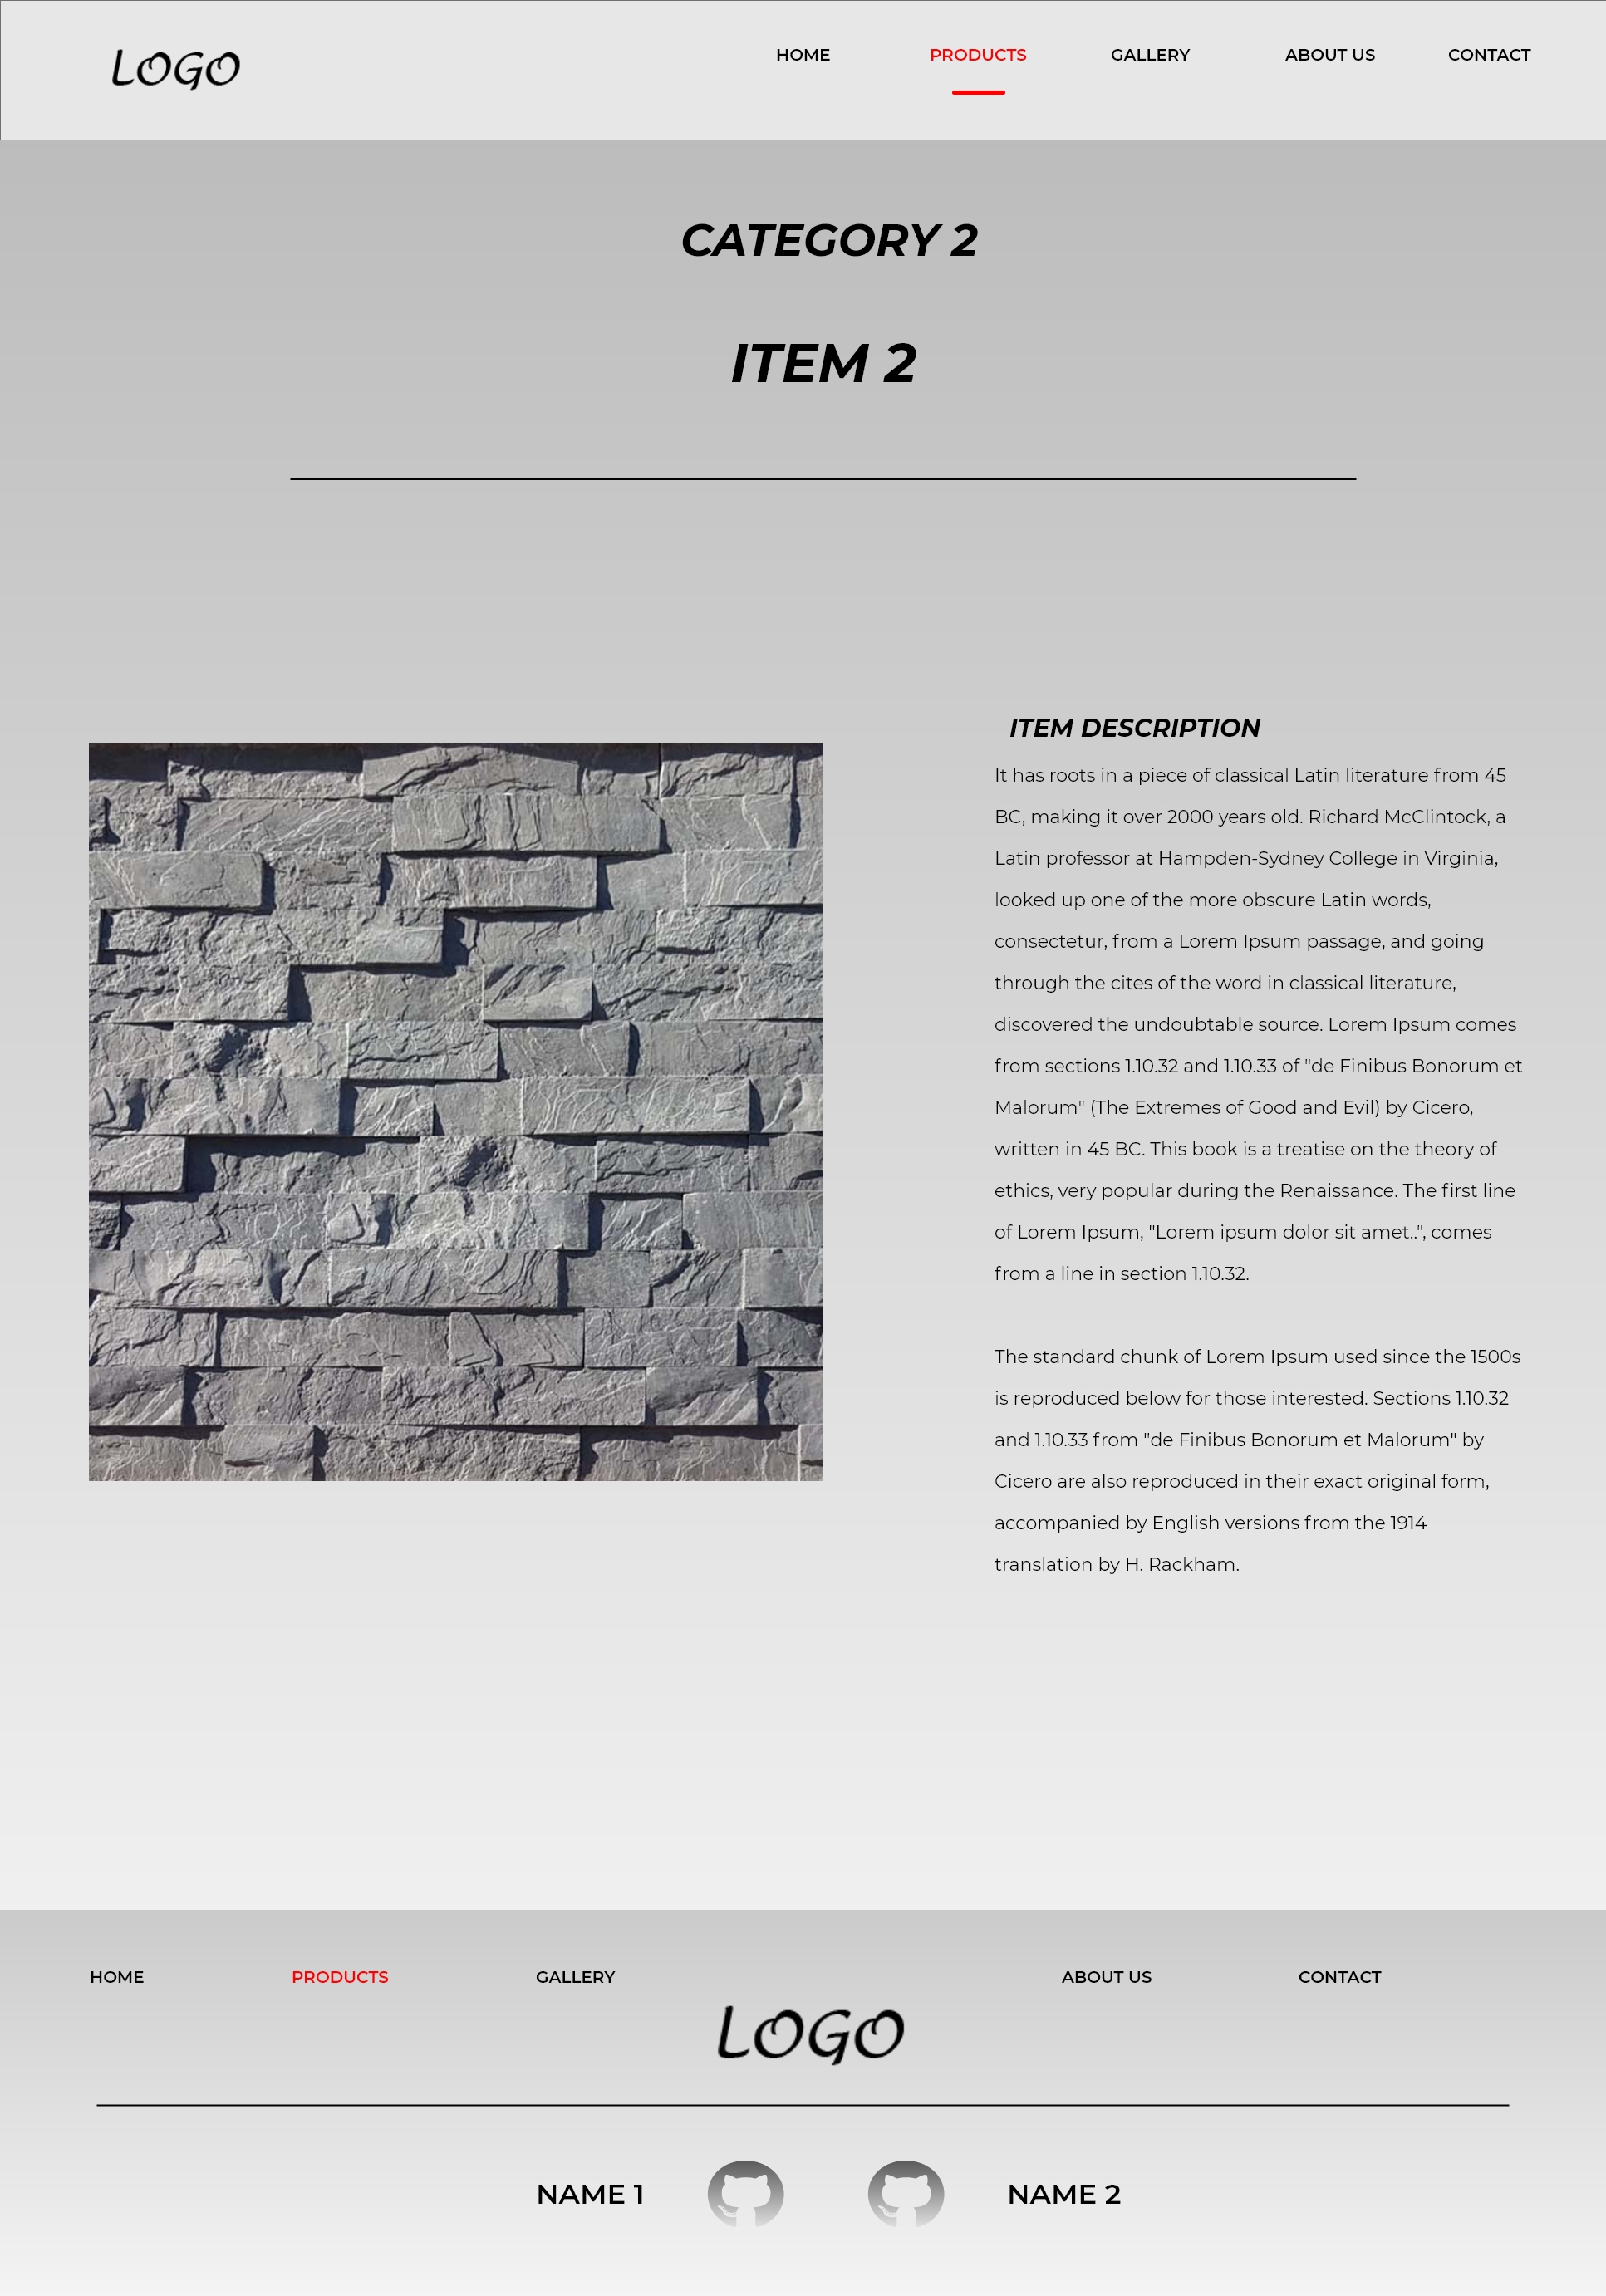 LOGO
HOME PRODUCTS GALLERY ABOUT US CONTACT
CATEGORY 2
ITEM 2
ITEM DESCRIPTION
It has roots in a piece of classical Latin literature from 45
BC, making it over 2000 years old. Richard McClintock, a
Latin professor at Hampden-Sydney College in Virginia,
looked up one of the more obscure Latin words,
consectetur, from a Lorem Ipsum passage, and going
through the cites of the word in classical literature,
discovered the undoubtable source. Lorem Ipsum comes
from sections 1.10.32 and 1.10.33 of "de Finibus Bonorum et
Malorum" (The Extremes of Good and Evil) by Cicero,
written in 45 BC. This book is a treatise on the theory of
ethics, very popular during the Renaissance. The first line
of Lorem Ipsum, "Lorem ipsum dolor sit amet..", comes
from a line in section 1.10.32.
The standard chunk of Lorem Ipsum used since the 1500s
is reproduced below for those interested. Sections 1.10.32
and 1.10.33 from "de Finibus Bonorum et Malorum" by
Cicero are also reproduced in their exact original form,
accompanied by English versions from the 1914
translation by H. Rackham.
HOME PRODUCTS GALLERY ABOUT US CONTACT
LOGO
NAME 1 NAME 2